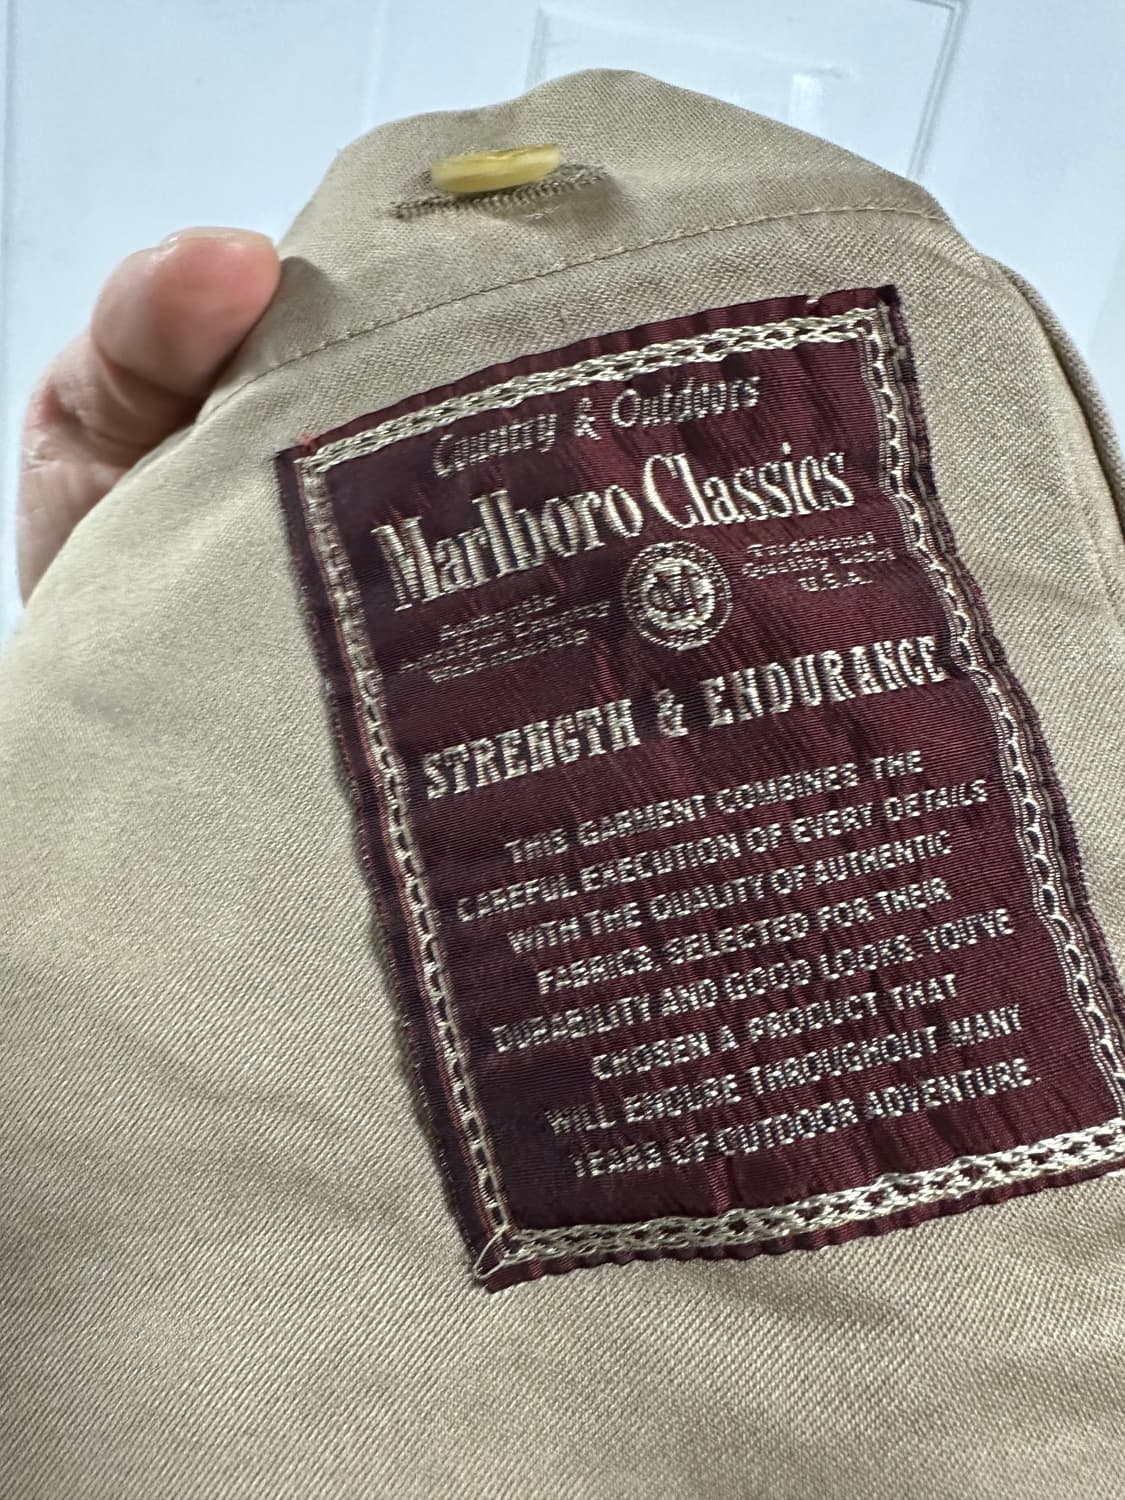 Country & Outdoors
Marlboro Classics
Traditional
Quality
U.S.A.
STRENGTH & ENDURANCE
THIS GARMENT COMBINES THE
CAREFUL EXECUTION OF EVERY DETAILS
WITH THE QUALITY OF AUTHENTIC
FABRICS SELECTED FOR THEIR
DURABILITY AND GOOD LOOKS. YOU'VE
CHOSEN A PRODUCT THAT
WILL ENDURE THROUGHOUT MANY
YEARS OF OUTDOOR ADVENTURE.